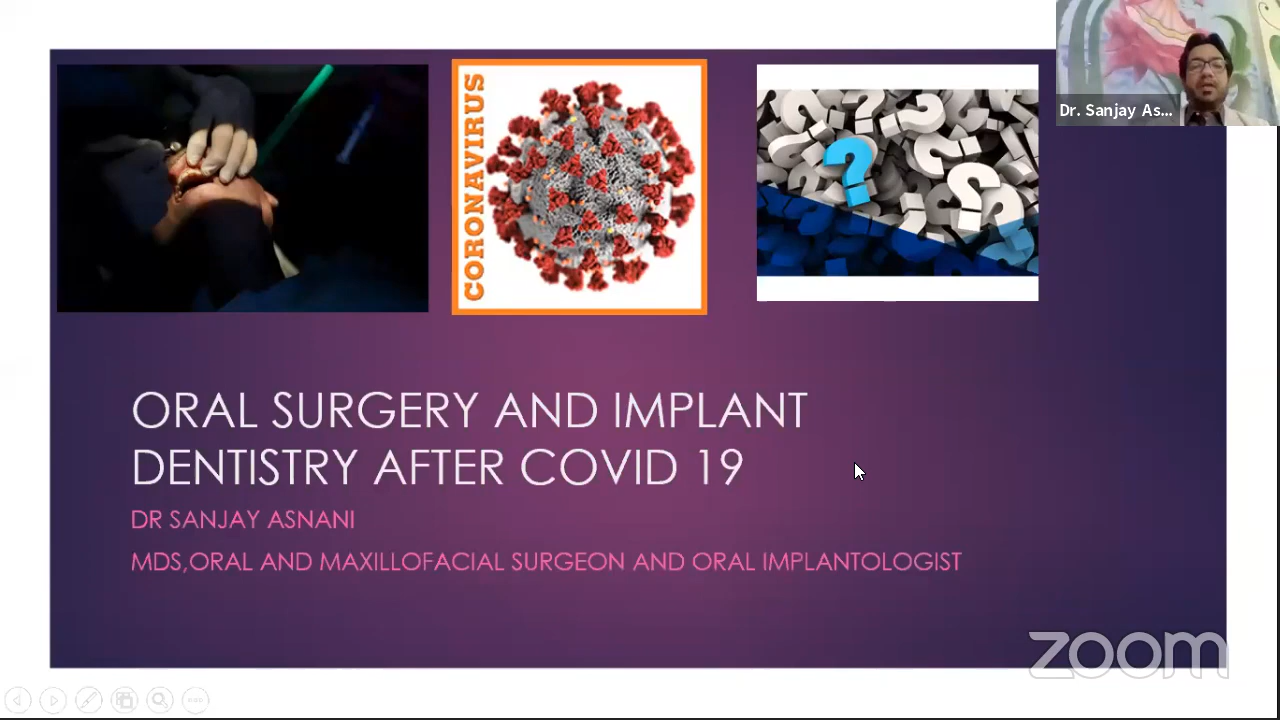 Dr. Sanjay As...
CORONAVIRUS
ORAL SURGERY AND IMPLANT
DENTISTRY AFTER COVID 19
DR SANJAY ASNANI
MDS,ORAL AND MAXILLOFACIAL SURGEON AND ORAL IMPLANTOLOGIST
zoom